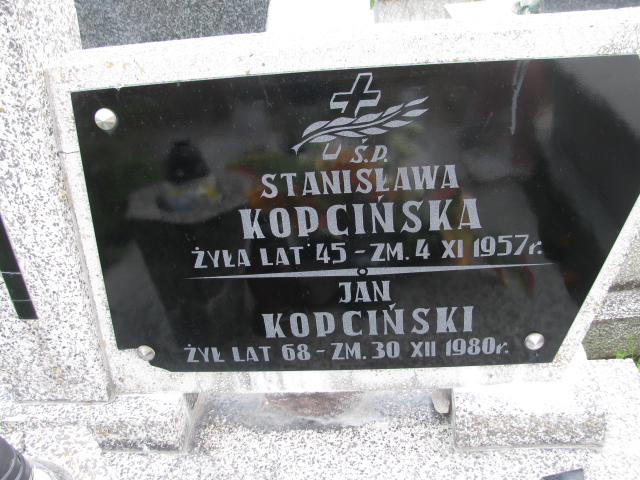 Ś.P.
STANISŁAWA
KOPCIŃSKA
ŻYŁA LAT 45 - ZM. 4 XI 1957r.
JAN
KOPCIŃSKI
ŻYŁ LAT 68 - ZM. 30 XII 1980r.